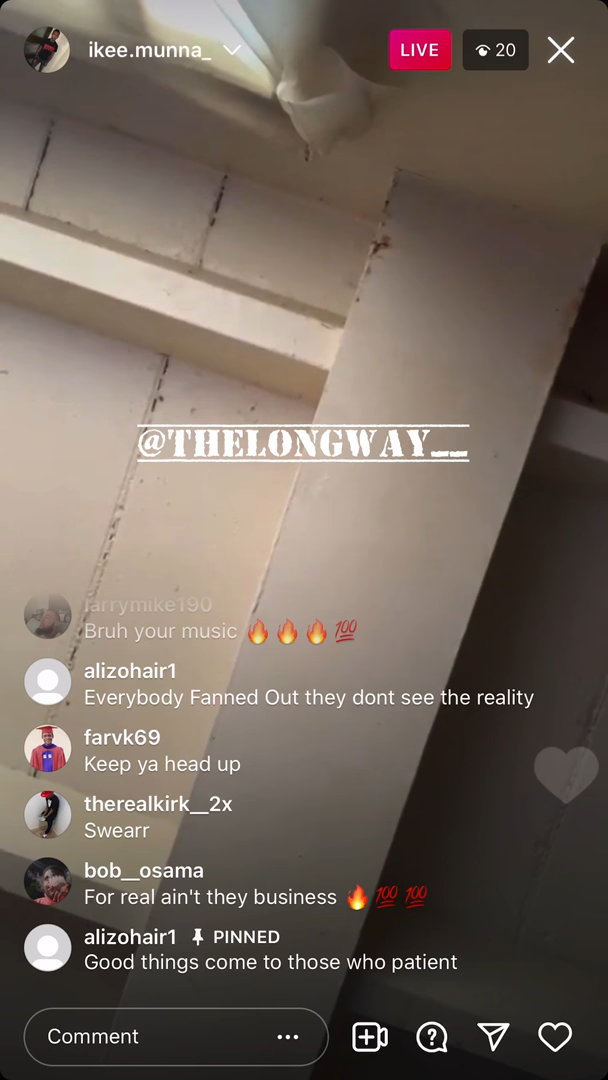 ikee.munna_
LIVE
20
@THELONGWAY__
larrymike190
Bruh your music 🔥🔥🔥💯
alizohair1
Everybody Fanned Out they dont see the reality
farvk69
Keep ya head up
therealkirk__2x
Swearr
bob__osama
For real ain't they business 🔥💯💯
alizohair1 📌 PINNED
Good things come to those who patient
Comment